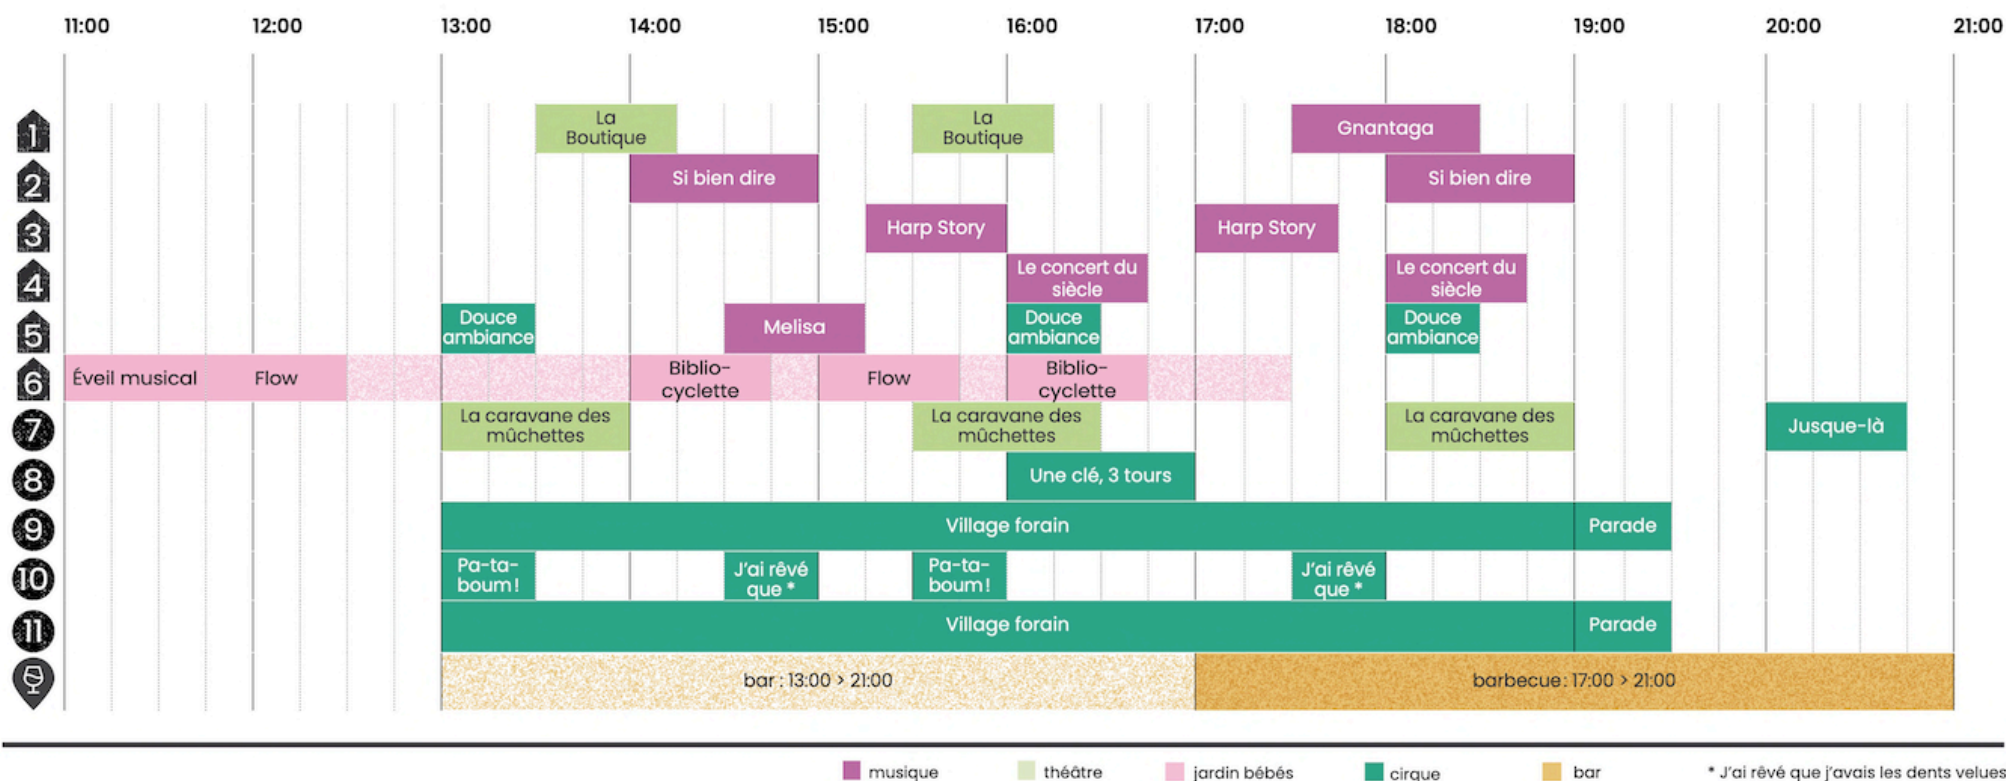 11:00 12:00 13:00 14:00 15:00 16:00 17:00 18:00 19:00 20:00 21:00
1
La
Boutique
La
Boutique
Gnantaga
2
Si bien dire
Si bien dire
3
Harp Story
Harp Story
4
Le concert du
siècle
Le concert du
siècle
5
Douce
ambiance
Melisa
Douce
ambiance
Douce
ambiance
6
Éveil musical
Flow
Biblio-
cyclette
Flow
Biblio-
cyclette
7
La caravane des
mûchettes
La caravane des
mûchettes
La caravane des
mûchettes
Jusque-là
8
Une clé, 3 tours
9
Village forain
Parade
10
Pa-ta-
boum!
J'ai rêvé
que *
Pa-ta-
boum!
J'ai rêvé
que *
11
Village forain
Parade
bar : 13:00 > 21:00
barbecue : 17:00 > 21:00
musique
théâtre
jardin bébés
cirque
bar
* J'ai rêvé que j'avais les dents velues